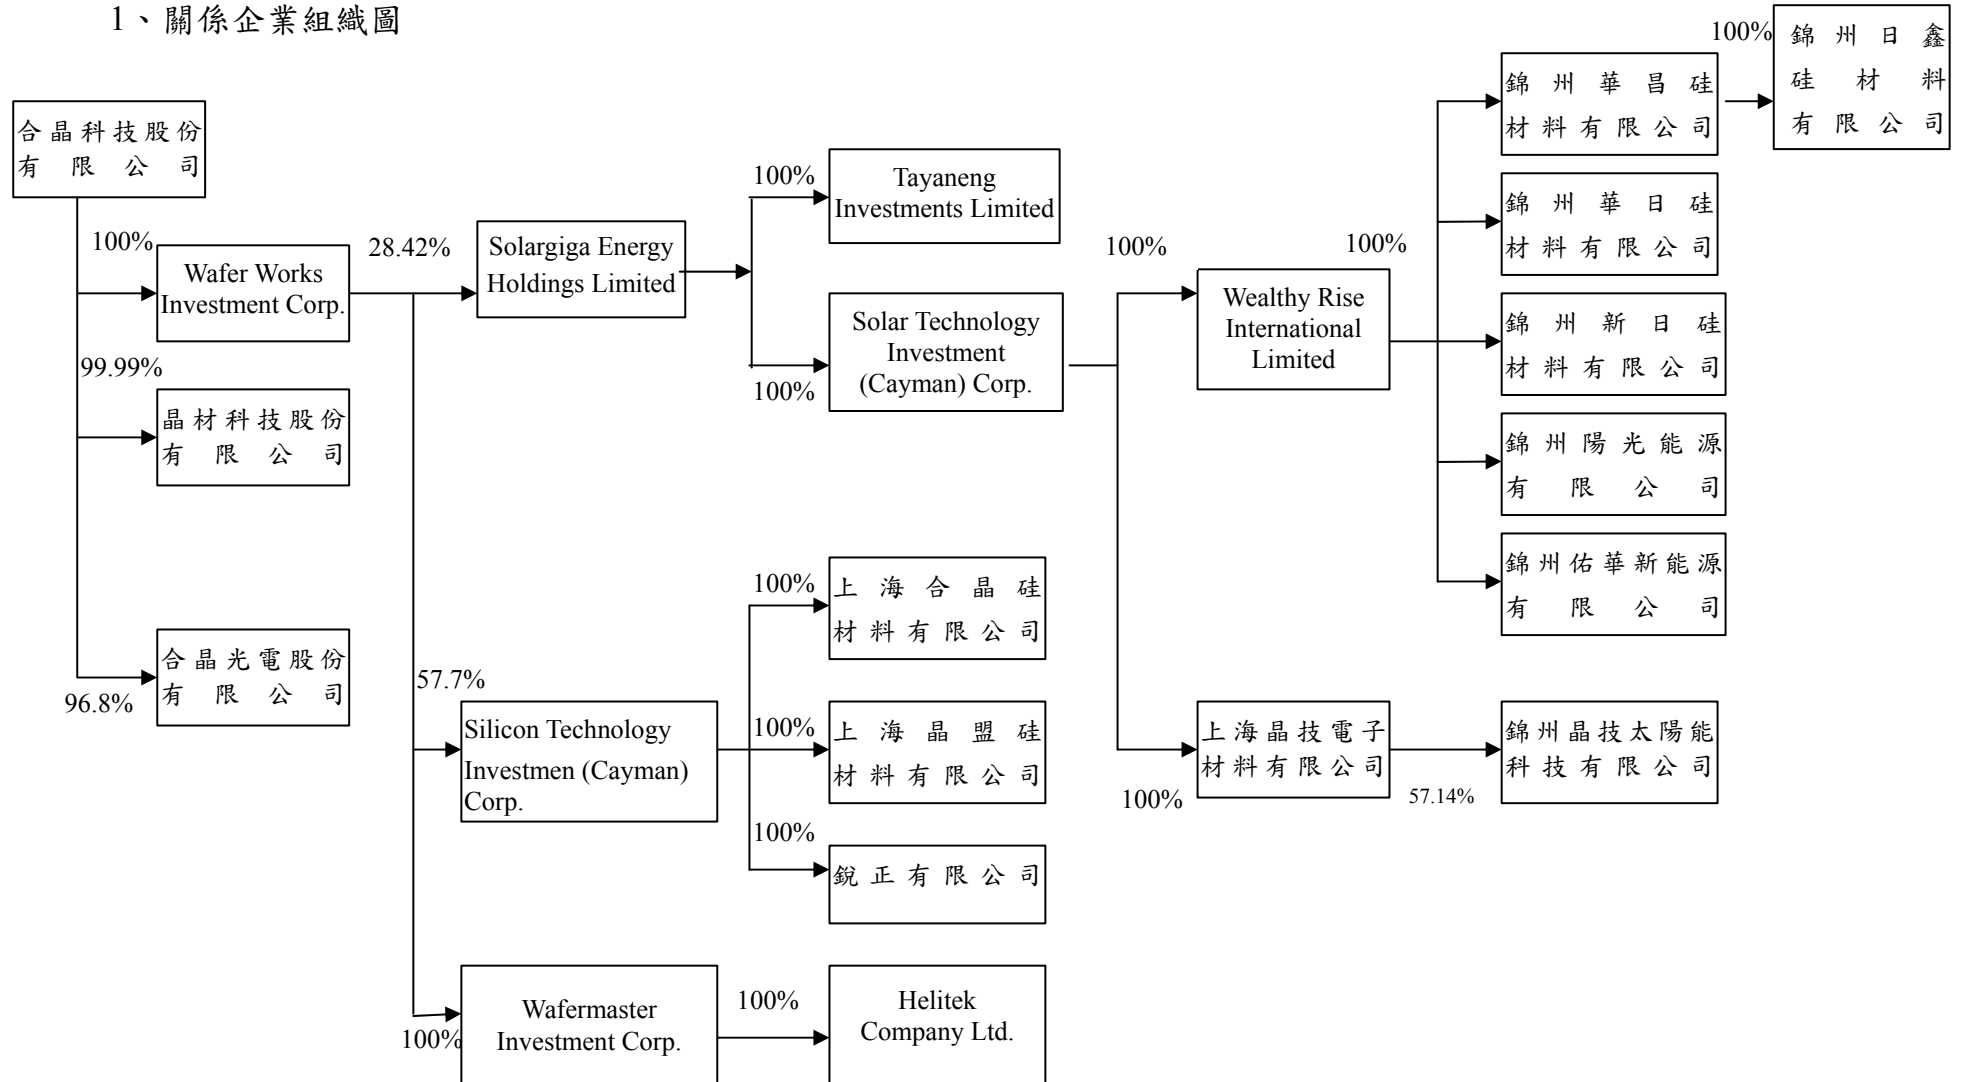 1、關係企業組織圖
合晶科技股份
有限公司
100%
Wafer Works
Investment Corp.
99.99%
晶材科技股份
有限公司
96.8%
合晶光電股份
有限公司
28.42%
Solargiga Energy
Holdings Limited
57.7%
Silicon Technology
Investmen (Cayman)
Corp.
100%
Wafermaster
Investment Corp.
100%
Tayaneng
Investments Limited
100%
Solar Technology
Investment
(Cayman) Corp.
100%
上海合晶硅
材料有限公司
100%
上海晶盟硅
材料有限公司
100%
銳正有限公司
100%
Helitek
Company Ltd.
100%
Wealthy Rise
International
Limited
100%
上海晶技電子
材料有限公司
100%
錦州華昌硅
材料有限公司
錦州華日硅
材料有限公司
錦州新日硅
材料有限公司
錦州陽光能源
有限公司
錦州佑華新能源
有限公司
57.14%
錦州晶技太陽能
科技有限公司
100%
錦州日鑫
硅材料
有限公司